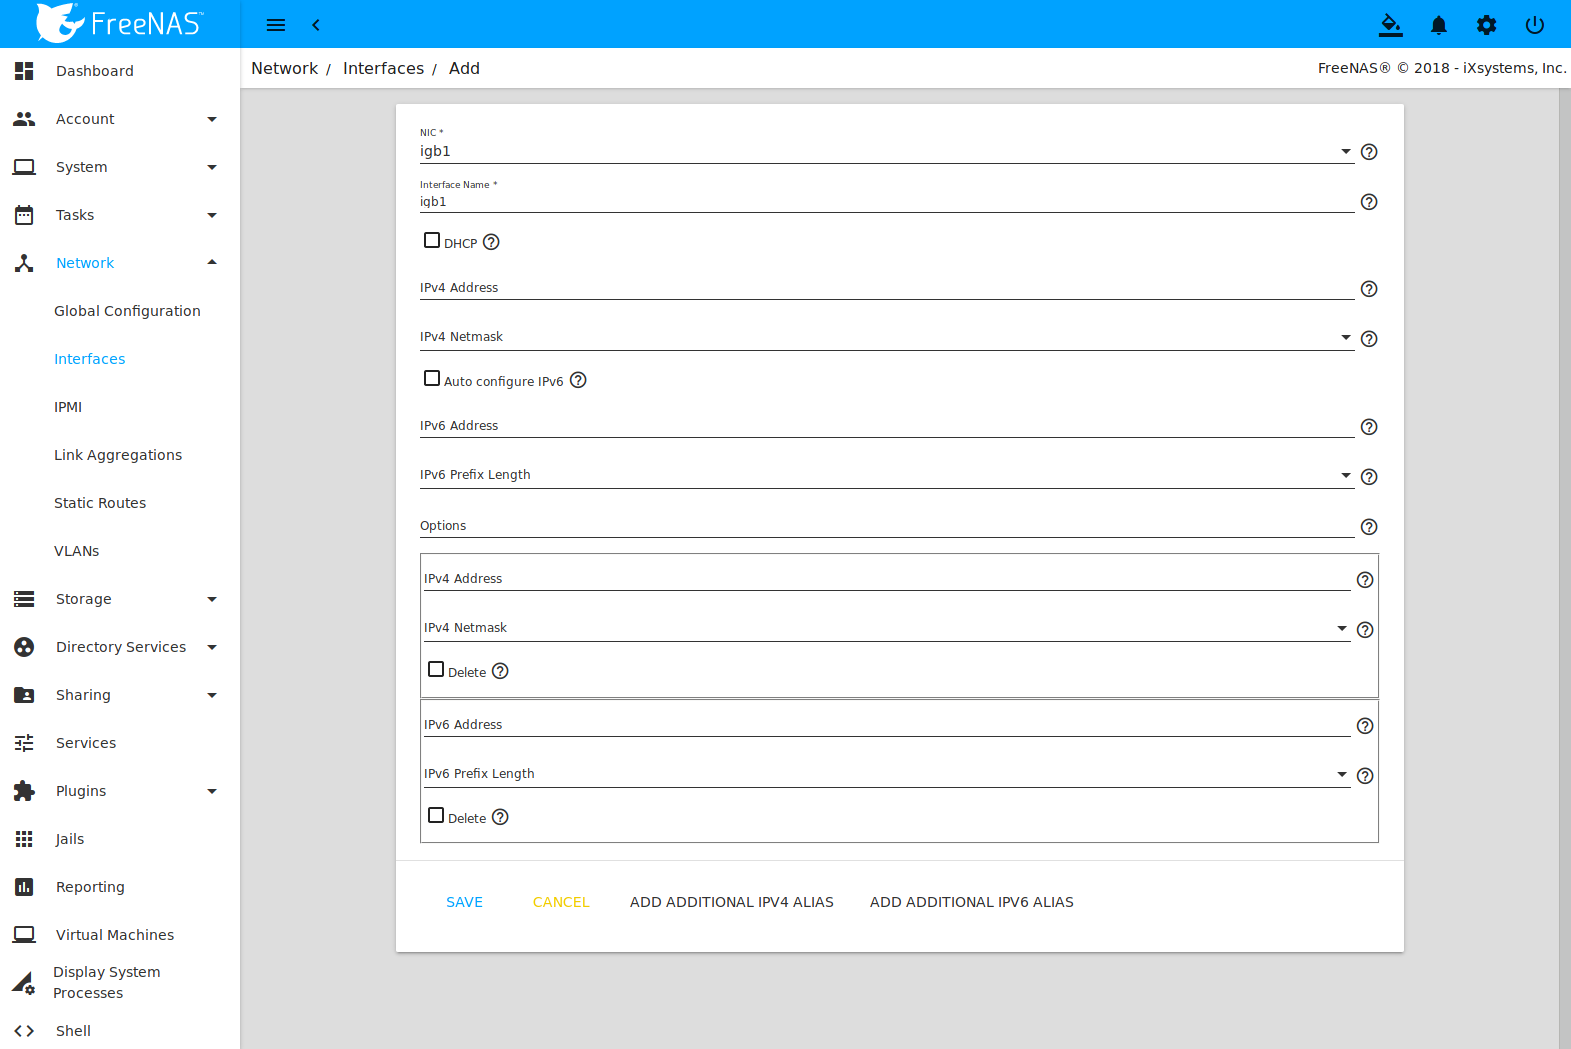 FreeNAS™
Network / Interfaces / Add
FreeNAS® © 2018 - iXsystems, Inc.
Dashboard
Account
System
Tasks
Network
Global Configuration
Interfaces
IPMI
Link Aggregations
Static Routes
VLANs
Storage
Directory Services
Sharing
Services
Plugins
Jails
Reporting
Virtual Machines
Display System
Processes
Shell
NIC *
igb1
Interface Name *
igb1
DHCP
IPv4 Address
IPv4 Netmask
Auto configure IPv6
IPv6 Address
IPv6 Prefix Length
Options
IPv4 Address
IPv4 Netmask
Delete
IPv6 Address
IPv6 Prefix Length
Delete
SAVE CANCEL ADD ADDITIONAL IPV4 ALIAS ADD ADDITIONAL IPV6 ALIAS